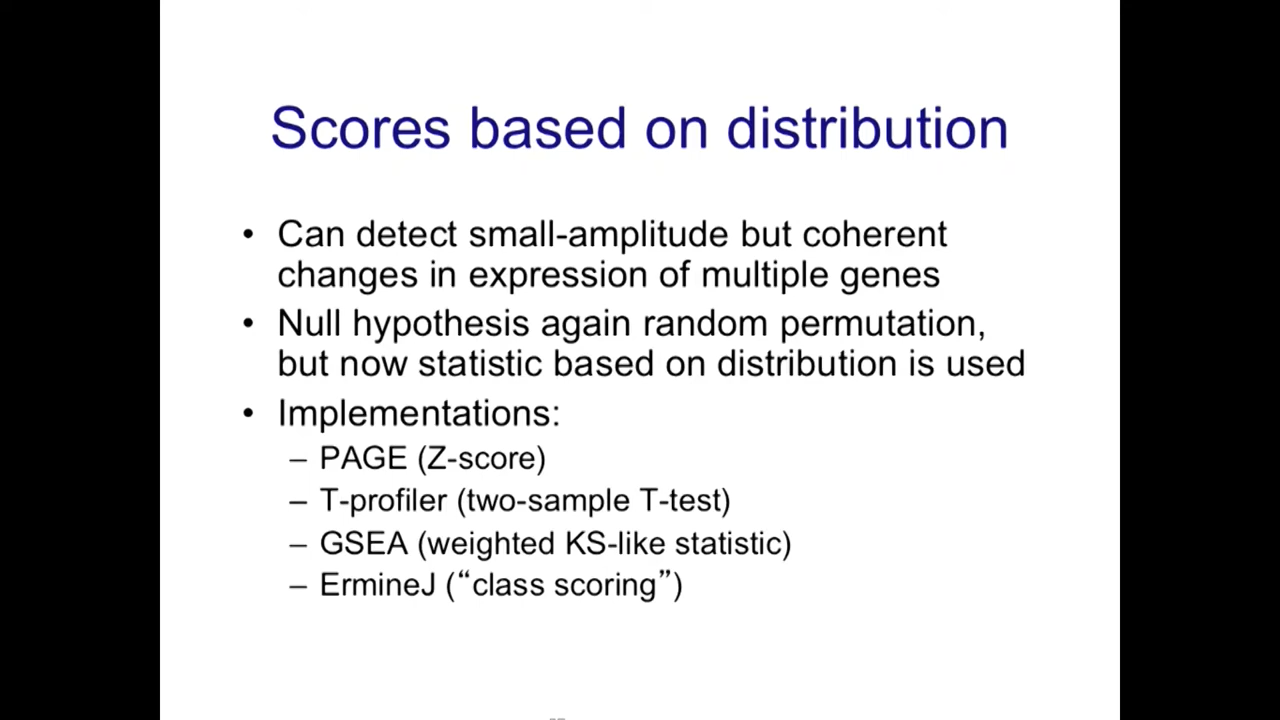 Scores based on distribution
• Can detect small-amplitude but coherent
changes in expression of multiple genes
• Null hypothesis again random permutation,
but now statistic based on distribution is used
• Implementations:
– PAGE (Z-score)
– T-profiler (two-sample T-test)
– GSEA (weighted KS-like statistic)
– ErmineJ (“class scoring”)